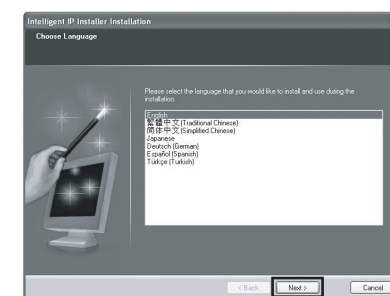 Intelligent IP Installer Installation
Choose Language
Please select the language that you would like to install and use during the
installation.
English
繁體中文(Traditional Chinese)
简体中文(Simplified Chinese)
Japanese
Deutsch (German)
Español (Spanish)
Türkçe (Turkish)
< Back
Next >
Cancel